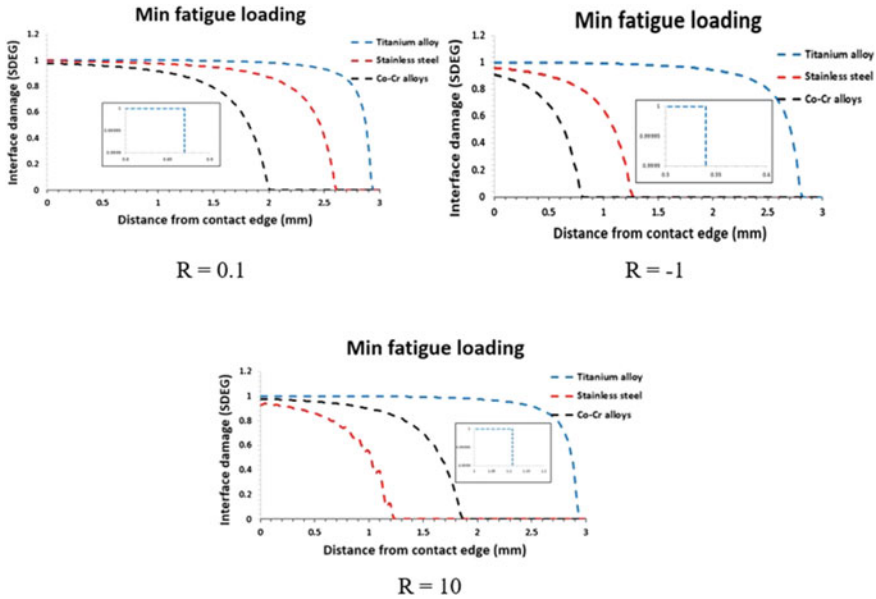 Min fatigue loading
Interface damage (SDEG)
1.2
1
0.8
0.6
0.4
0.2
0
Titanium alloy
Stainless steel
Co-Cr alloys
1
0 0.5 1 1.5 2 2.5 3
Distance from contact edge (mm)
R = 0.1
Min fatigue loading
Interface damage (SDEG)
1.2
1
0.8
0.6
0.4
0.2
0
Titanium alloy
Stainless steel
Co-Cr alloys
1
0 0.5 1 1.5 2 2.5 3
Distance from contact edge (mm)
R = -1
Min fatigue loading
Interface damage (SDEG)
1.2
1
0.8
0.6
0.4
0.2
0
Titanium alloy
Stainless steel
Co-Cr alloys
1
0 0.5 1 1.5 2 2.5 3
Distance from contact edge (mm)
R = 10